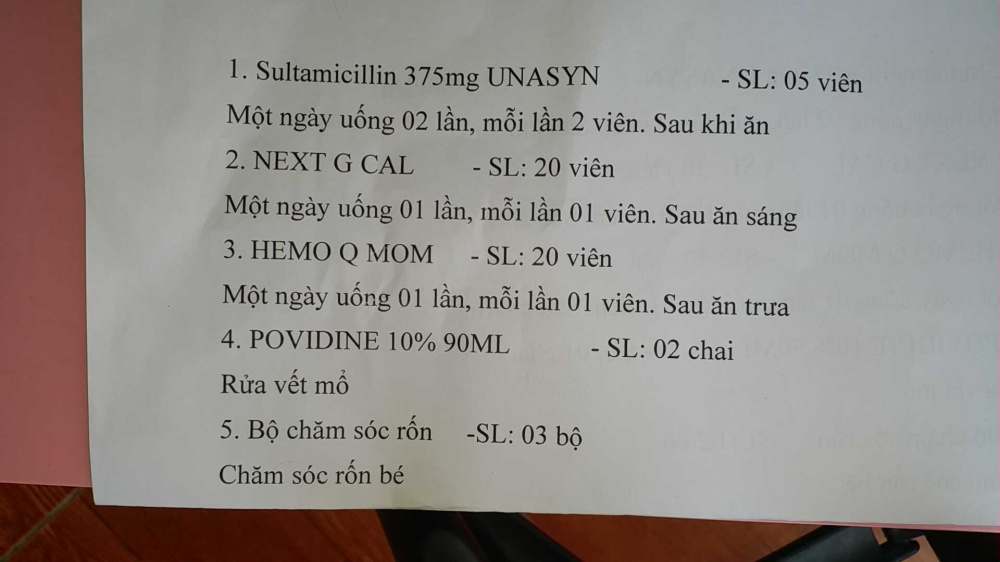 1. Sultamicillin 375mg UNASYN - SL: 05 viên
Một ngày uống 02 lần, mỗi lần 2 viên. Sau khi ăn
2. NEXT G CAL - SL: 20 viên
Một ngày uống 01 lần, mỗi lần 01 viên. Sau ăn sáng
3. HEMO Q MOM - SL: 20 viên
Một ngày uống 01 lần, mỗi lần 01 viên. Sau ăn trưa
4. POVIDINE 10% 90ML - SL: 02 chai
Rửa vết mổ
5. Bộ chăm sóc rốn -SL: 03 bộ
Chăm sóc rốn bé